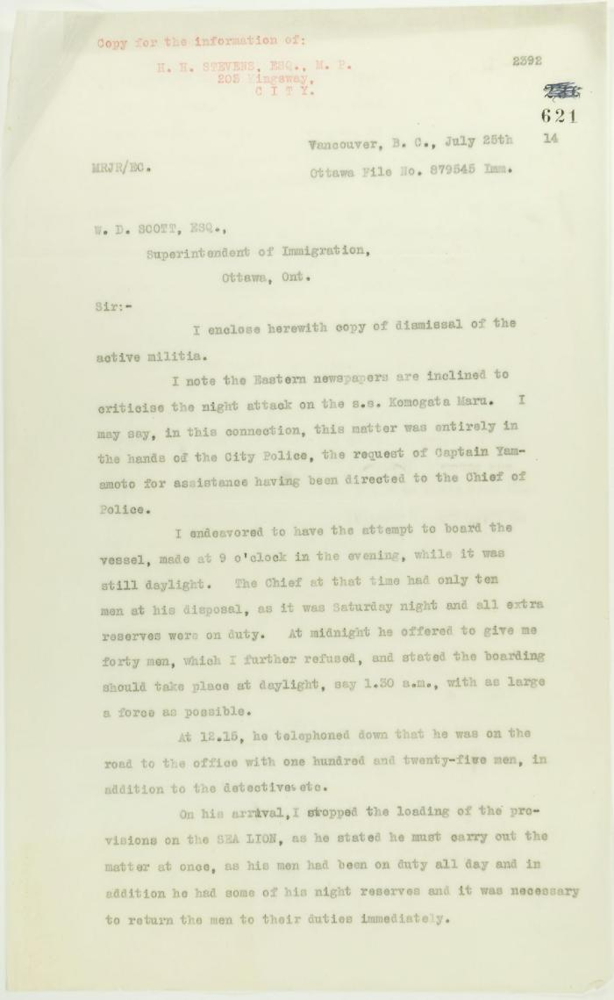 Copy for the information of:
H. H. STEVENS, ESQ., M. P.
203 Kingsway,
C I T Y.
2392
621
Vancouver, B. C., July 25th 14
MRJR/EC.
Ottawa File No. 879545 Imm.
W. D. SCOTT, ESQ.,
Superintendent of Immigration,
Ottawa, Ont.
Sir:-
I enclose herewith copy of dismissal of the
active militia.
I note the Eastern newspapers are inclined to
criticise the night attack on the s.s. Komogata Maru. I
may say, in this connection, this matter was entirely in
the hands of the City Police, the request of Captain Yam-
amoto for assistance having been directed to the Chief of
Police.
I endeavored to have the attempt to board the
vessel, made at 9 o'clock in the evening, while it was
still daylight. The Chief at that time had only ten
men at his disposal, as it was Saturday night and all extra
reserves were on duty. At midnight he offered to give me
forty men, which I further refused, and stated the boarding
should take place at daylight, say 1.30 a.m., with as large
a force as possible.
At 12.15, he telephoned down that he was on the
road to the office with one hundred and twenty-five men, in
addition to the detectives etc.
On his arrival, I stopped the loading of the pro-
visions on the SEA LION, as he stated he must carry out the
matter at once, as his men had been on duty all day and in
addition he had some of his night reserves and it was necessary
to return the men to their duties immediately.